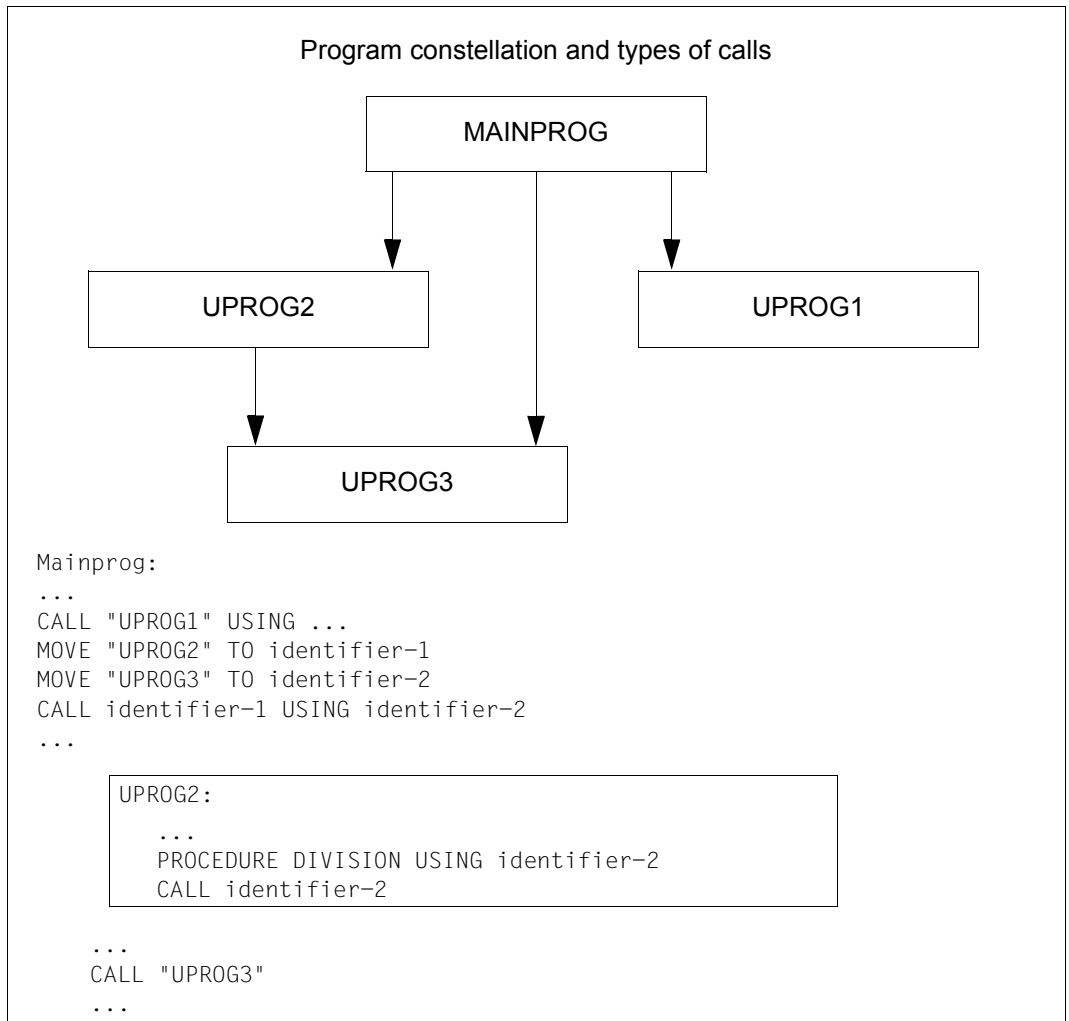 Program constellation and types of calls
MAINPROG
UPROG2
UPROG1
UPROG3
Mainprog:
...
CALL "UPROG1" USING ...
MOVE "UPROG2" TO identifier-1
MOVE "UPROG3" TO identifier-2
CALL identifier-1 USING identifier-2
...
UPROG2:
...
PROCEDURE DIVISION USING identifier-2
CALL identifier-2
...
CALL "UPROG3"
...